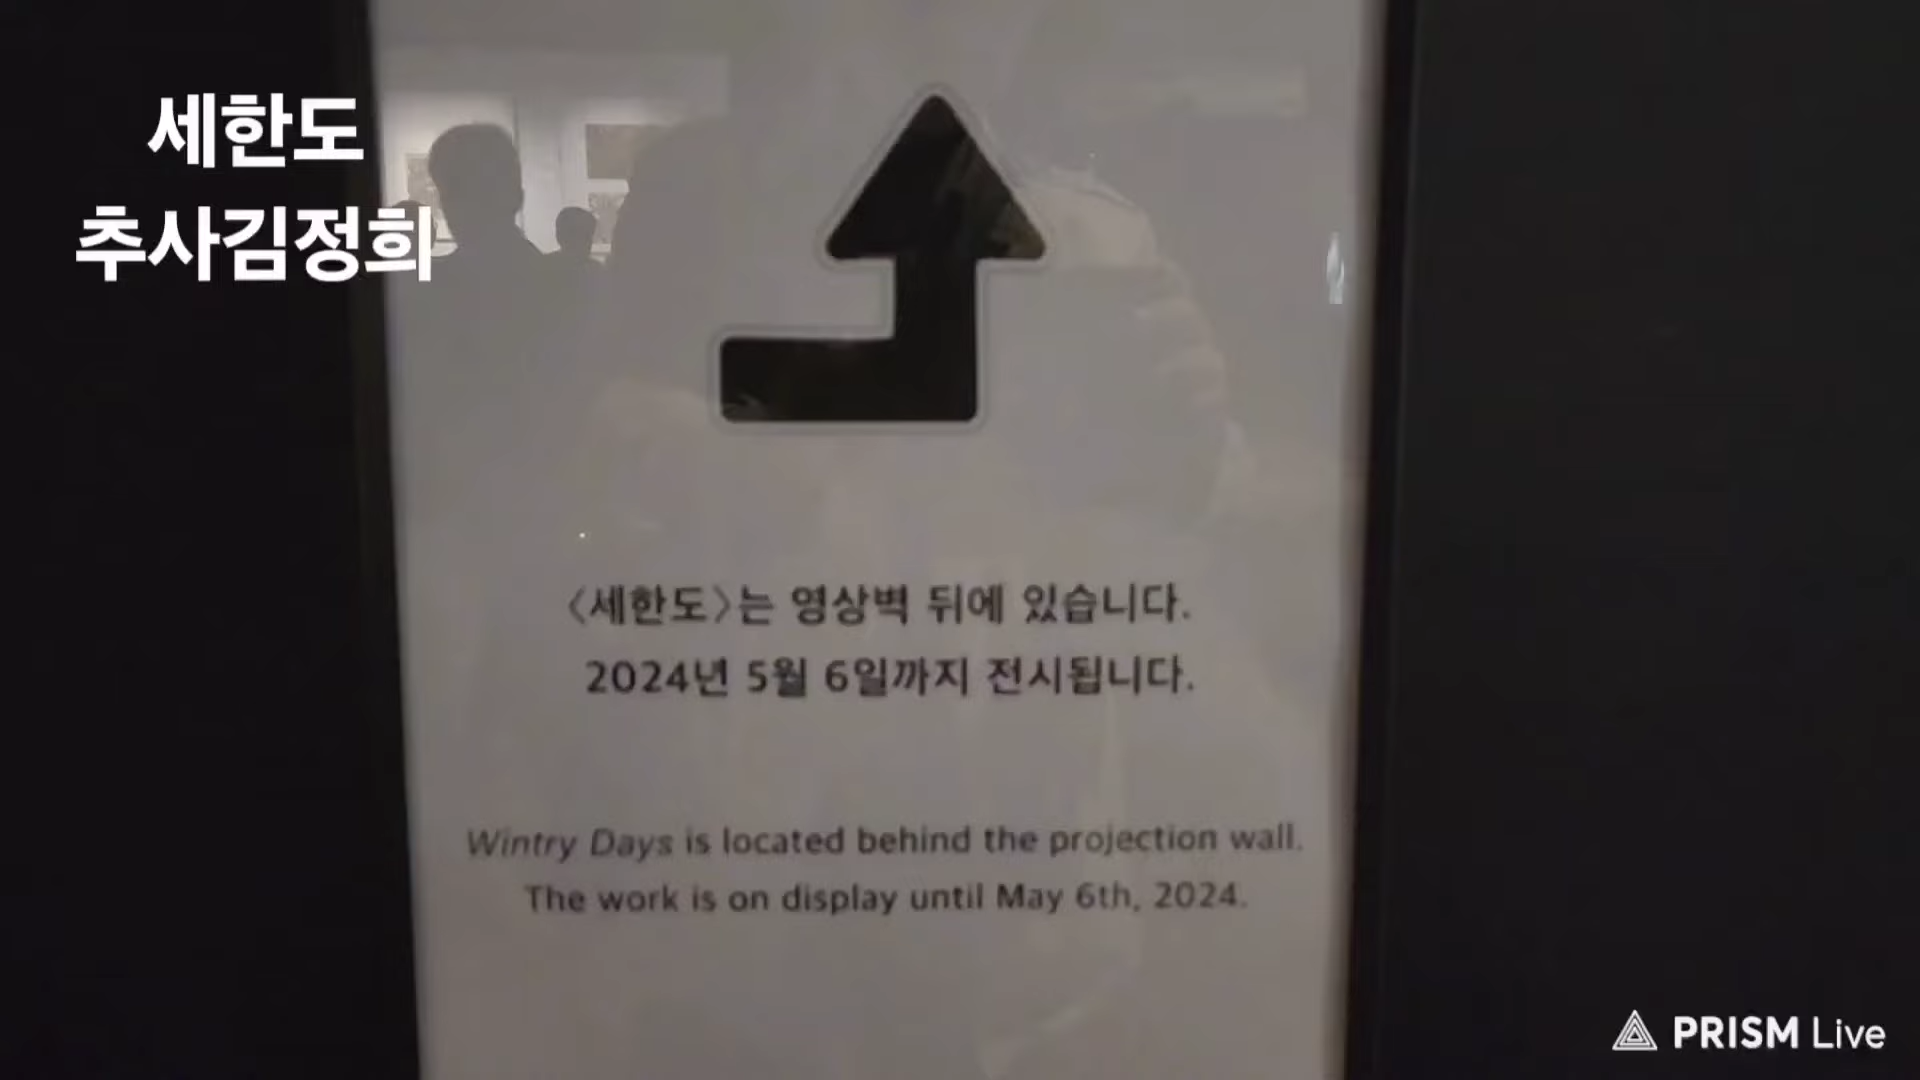 세한도
추사김정희
〈세한도〉는 영상벽 뒤에 있습니다.
2024년 5월 6일까지 전시됩니다.
Wintry Days is located behind the projection wall.
The work is on display until May 6th, 2024.
PRISM Live